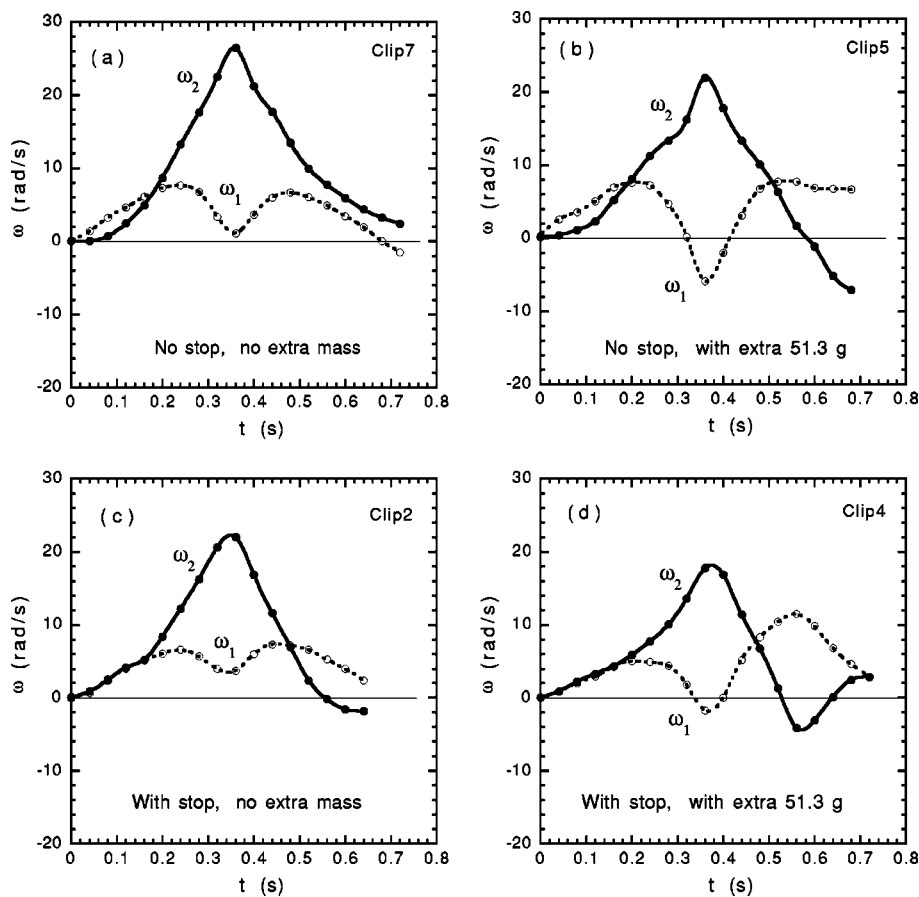 30
(a)
Clip7
ω2
20
ω (rad/s)
10
ω1
0
-10
No stop, no extra mass
-20
0 0.1 0.2 0.3 0.4 0.5 0.6 0.7 0.8
t (s)
30
(b)
Clip5
ω2
20
ω (rad/s)
10
0
ω1
-10
No stop, with extra 51.3 g
-20
0 0.1 0.2 0.3 0.4 0.5 0.6 0.7 0.8
t (s)
30
(c)
Clip2
ω2
20
ω (rad/s)
10
ω1
0
-10
With stop, no extra mass
-20
0 0.1 0.2 0.3 0.4 0.5 0.6 0.7 0.8
t (s)
30
(d)
Clip4
20
ω2
ω (rad/s)
10
0
ω1
-10
With stop, with extra 51.3 g
-20
0 0.1 0.2 0.3 0.4 0.5 0.6 0.7 0.8
t (s)